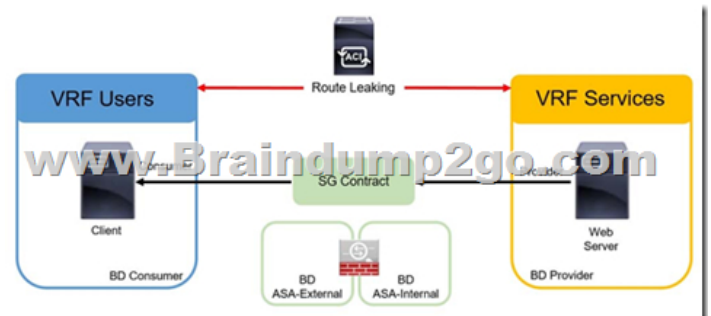 ACI
Route Leaking
VRF Users
VRF Services
www.Braindump2go.com
Consumer
Provider
SG Contract
Client
Web
Server
BD Consumer
BD
ASA-External
BD
ASA-Internal
BD Provider